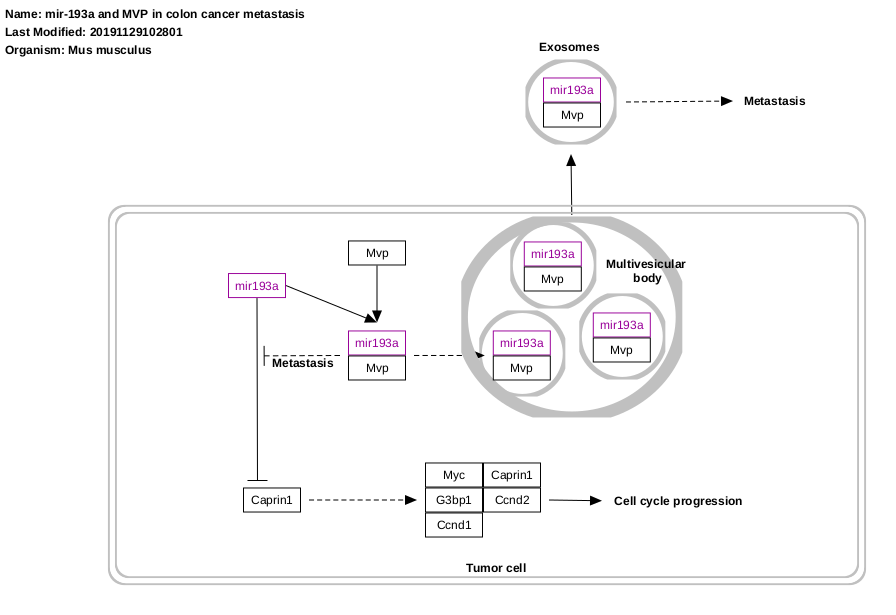 Name: mir-193a and MVP in colon cancer metastasis
Last Modified: 20191129102801
Organism: Mus musculus
Exosomes
mir193a
Mvp
Metastasis
Mvp
mir193a
mir193a
Mvp
Multivesicular
body
mir193a
Mvp
mir193a
Mvp
mir193a
Mvp
Metastasis
Myc
Caprin1
Caprin1
G3bp1
Ccnd2
Ccnd1
Cell cycle progression
Tumor cell